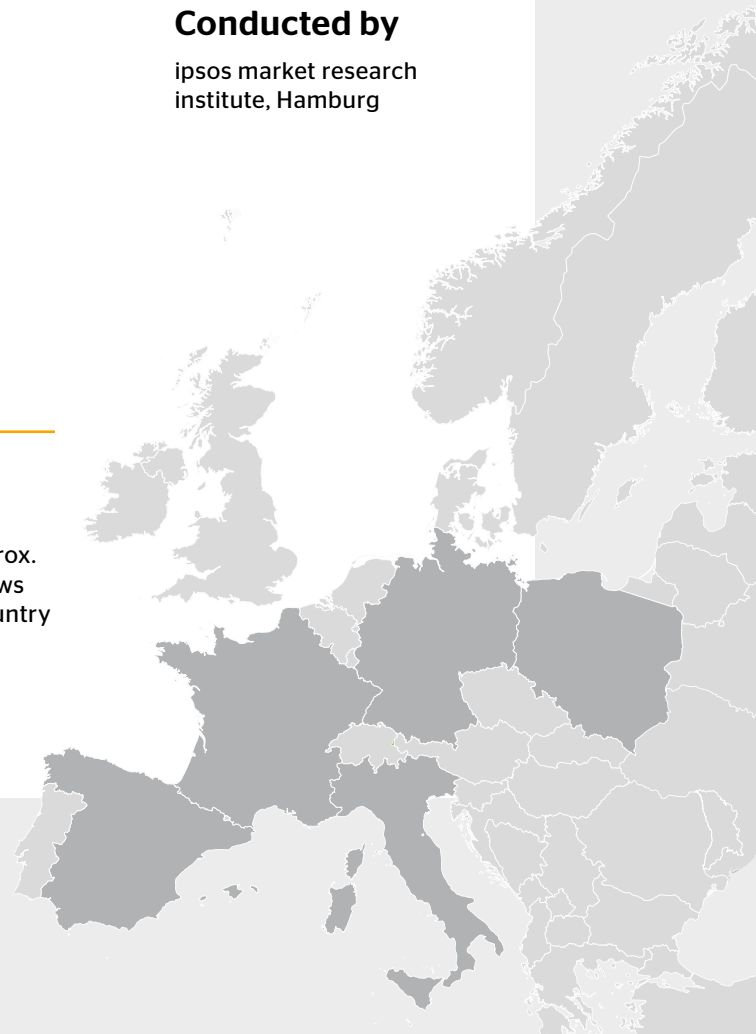 Conducted by
ipsos market research
institute, Hamburg
rox.
ws
untry